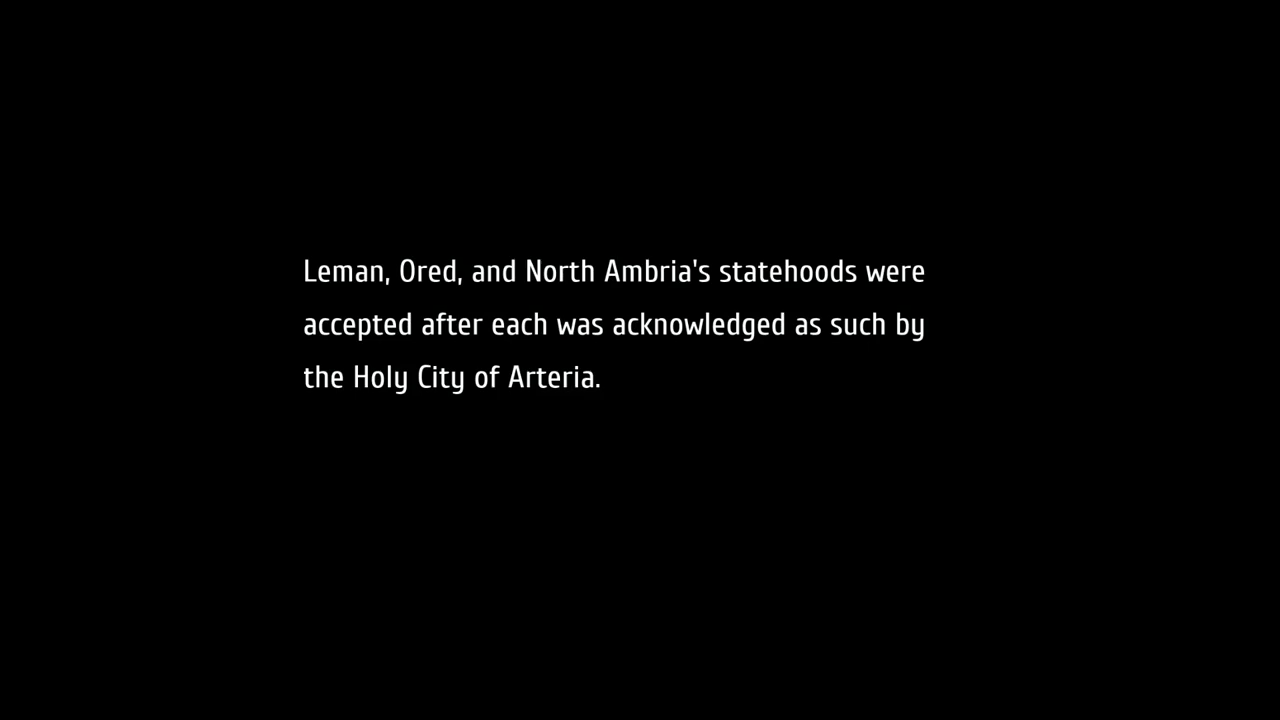 Leman, Ored, and North Ambria's statehoods were
accepted after each was acknowledged as such by
the Holy City of Arteria.